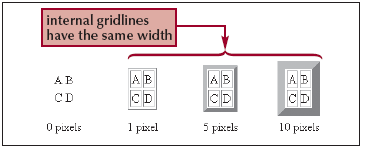 internal gridlines
have the same width
A B A B A B A B
C D C D C D C D
0 pixels 1 pixel 5 pixels 10 pixels